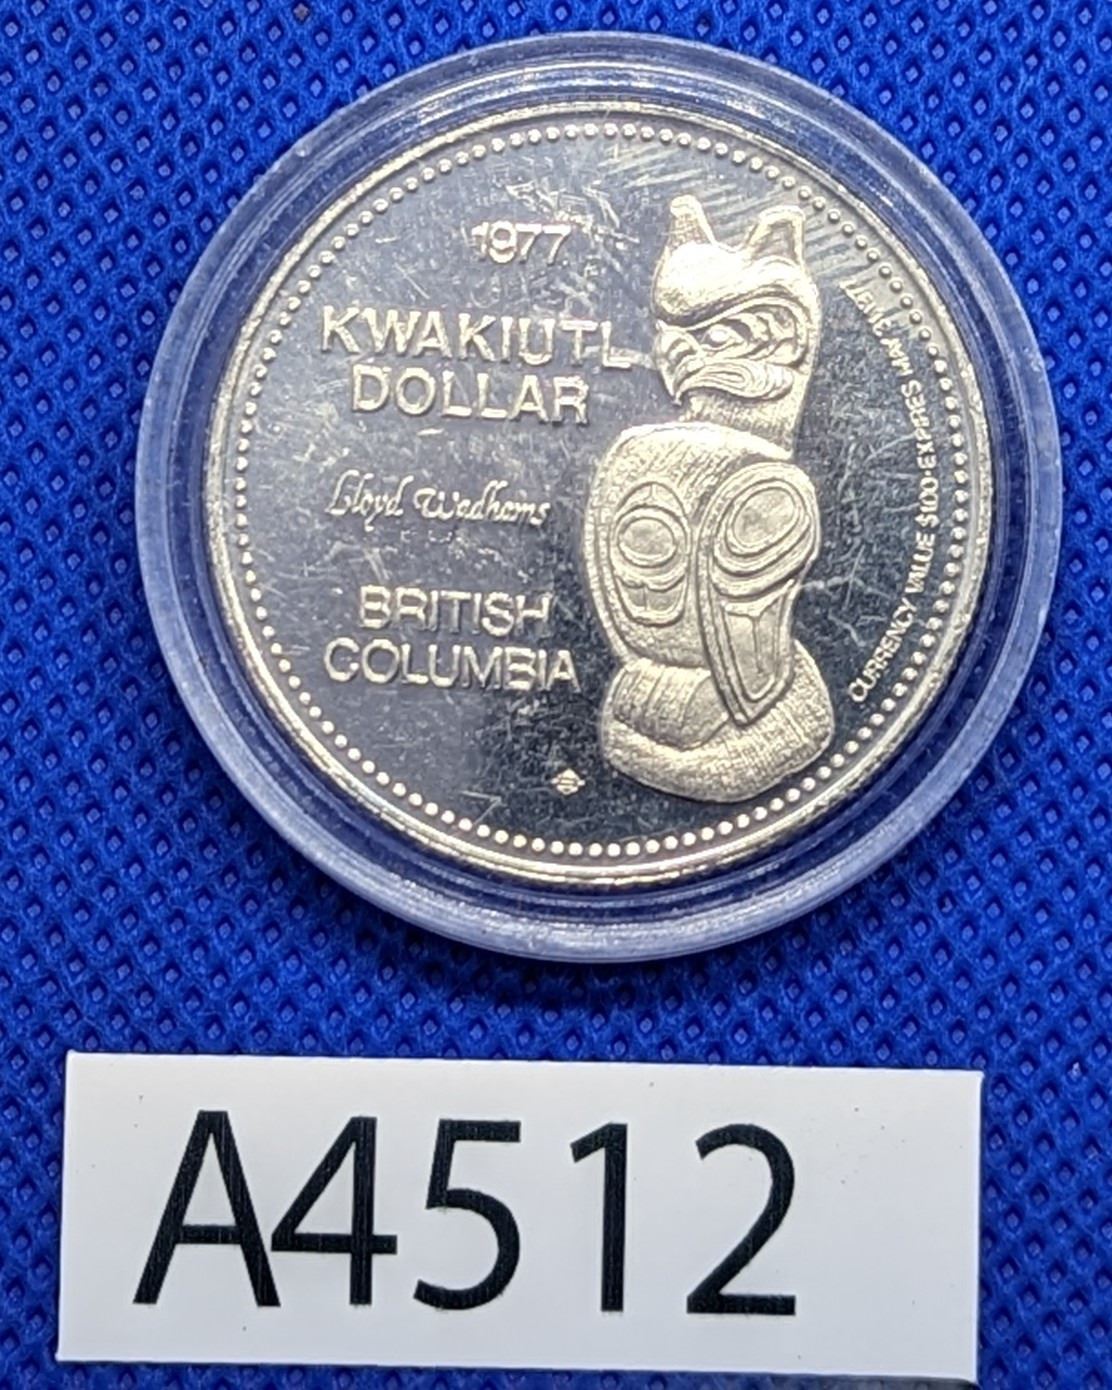 1977
KWAKIUTL
DOLLAR
Lloyd Wadhams
BRITISH
COLUMBIA
CURRENCY VALUE $1.00 EXPIRES MAY
A4512